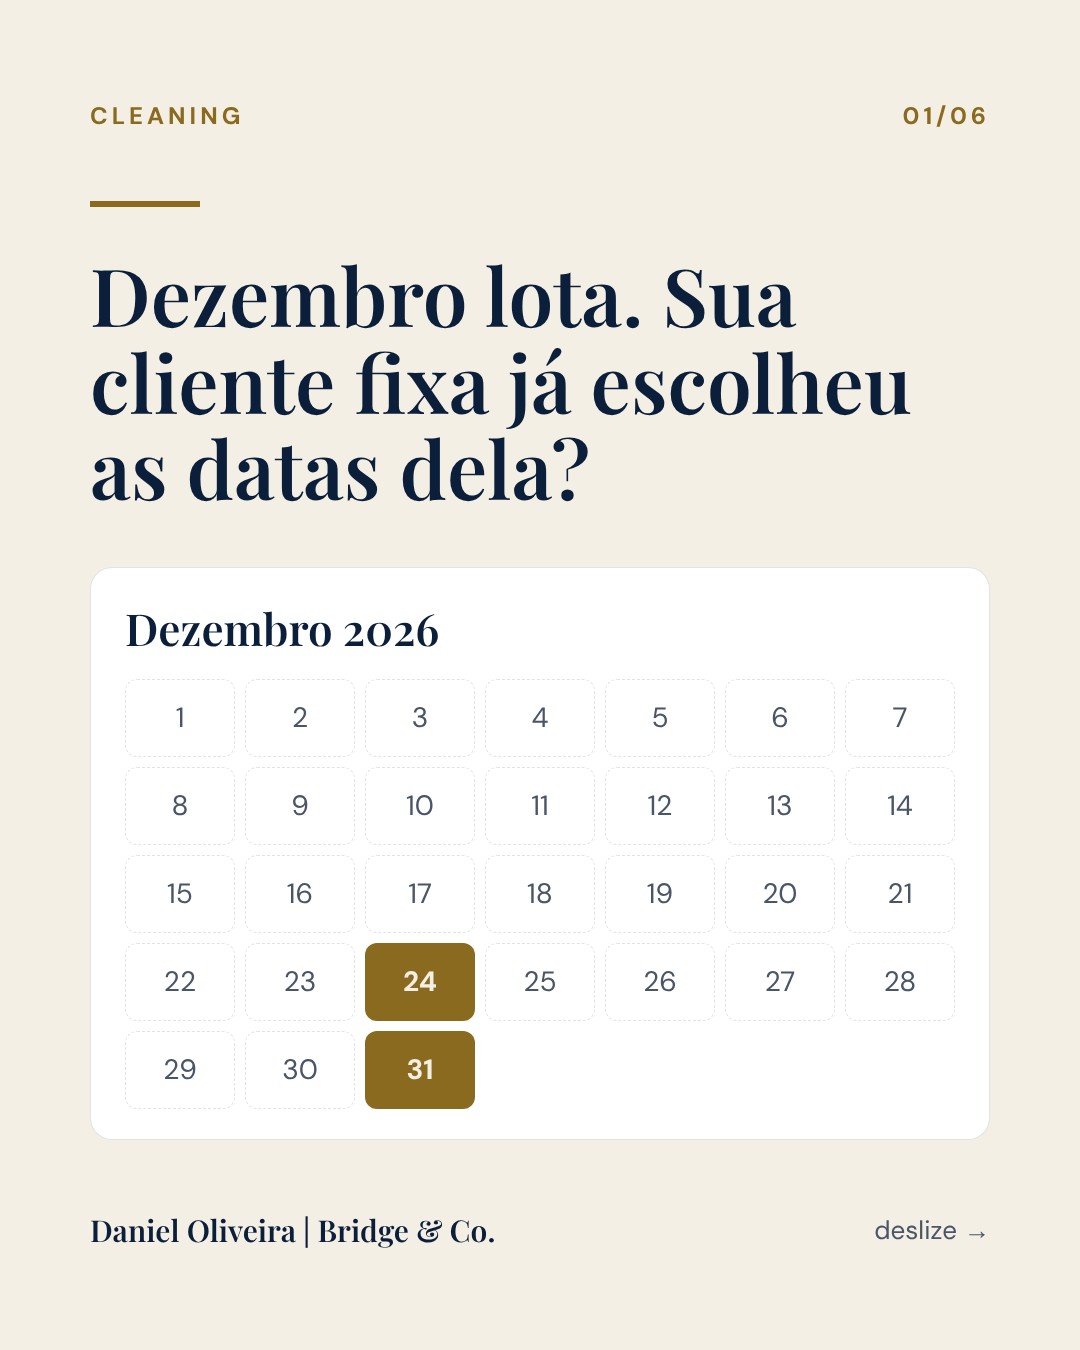 CLEANING 01/06
Dezembro lota. Sua
cliente fixa já escolheu
as datas dela?
Dezembro 2026
1 2 3 4 5 6 7
8 9 10 11 12 13 14
15 16 17 18 19 20 21
22 23 24 25 26 27 28
29 30 31
Daniel Oliveira | Bridge & Co. deslize →